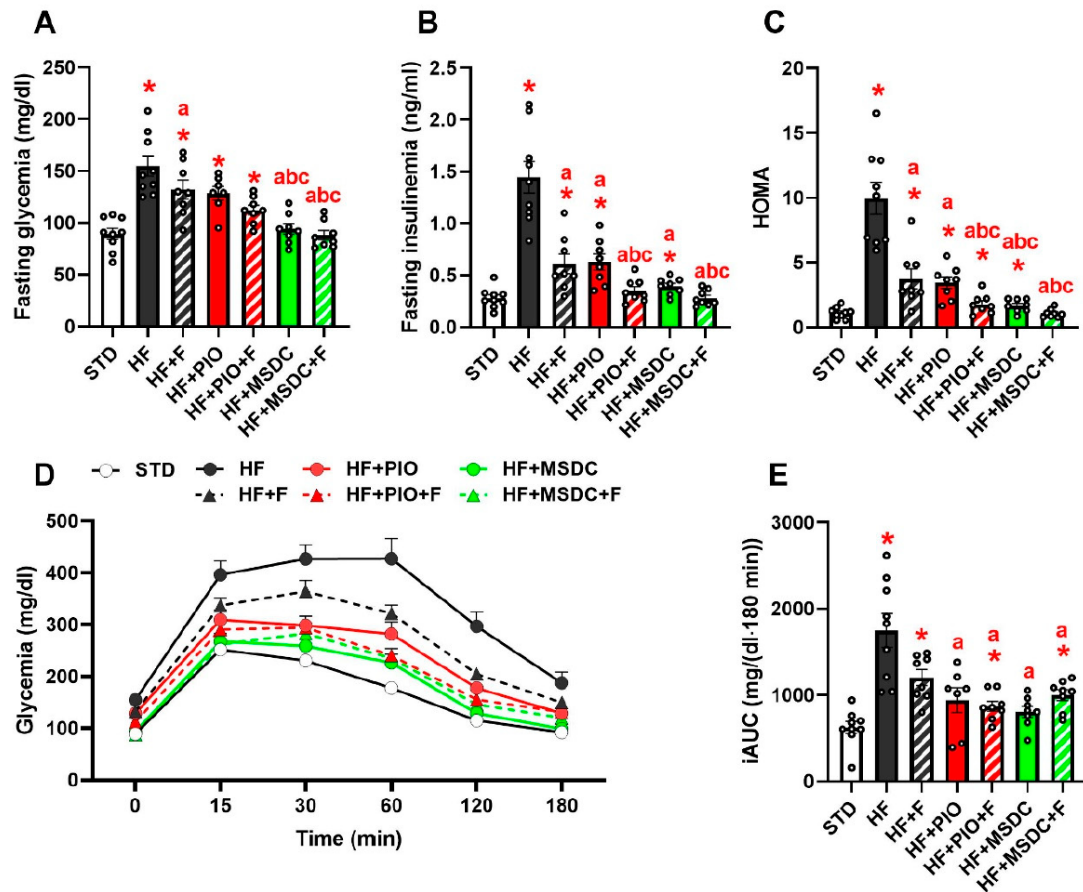 A
Fasting glycemia (mg/dl)
250
200
150
100
50
0
*
a
*
*
*
abc
abc
STD
HF
HF+F
HF+PIO
HF+PIO+F
HF+MSDC
HF+MSDC+F
B
Fasting insulinemia (ng/ml)
2.5
2.0
1.5
1.0
0.5
0.0
*
a
*
a
*
abc
a
*
abc
STD
HF
HF+F
HF+PIO
HF+PIO+F
HF+MSDC
HF+MSDC+F
C
HOMA
20
15
10
5
0
*
a
*
a
*
abc
*
abc
*
abc
STD
HF
HF+F
HF+PIO
HF+PIO+F
HF+MSDC
HF+MSDC+F
D
STD HF HF+PIO HF+MSDC
HF+F HF+PIO+F HF+MSDC+F
Glycemia (mg/dl)
500
400
300
200
100
0
0 15 30 60 120 180
Time (min)
E
iAUC (mg/(dl·180 min))
3000
2000
1000
0
*
*
a
a
*
a
a
*
STD
HF
HF+F
HF+PIO
HF+PIO+F
HF+MSDC
HF+MSDC+F